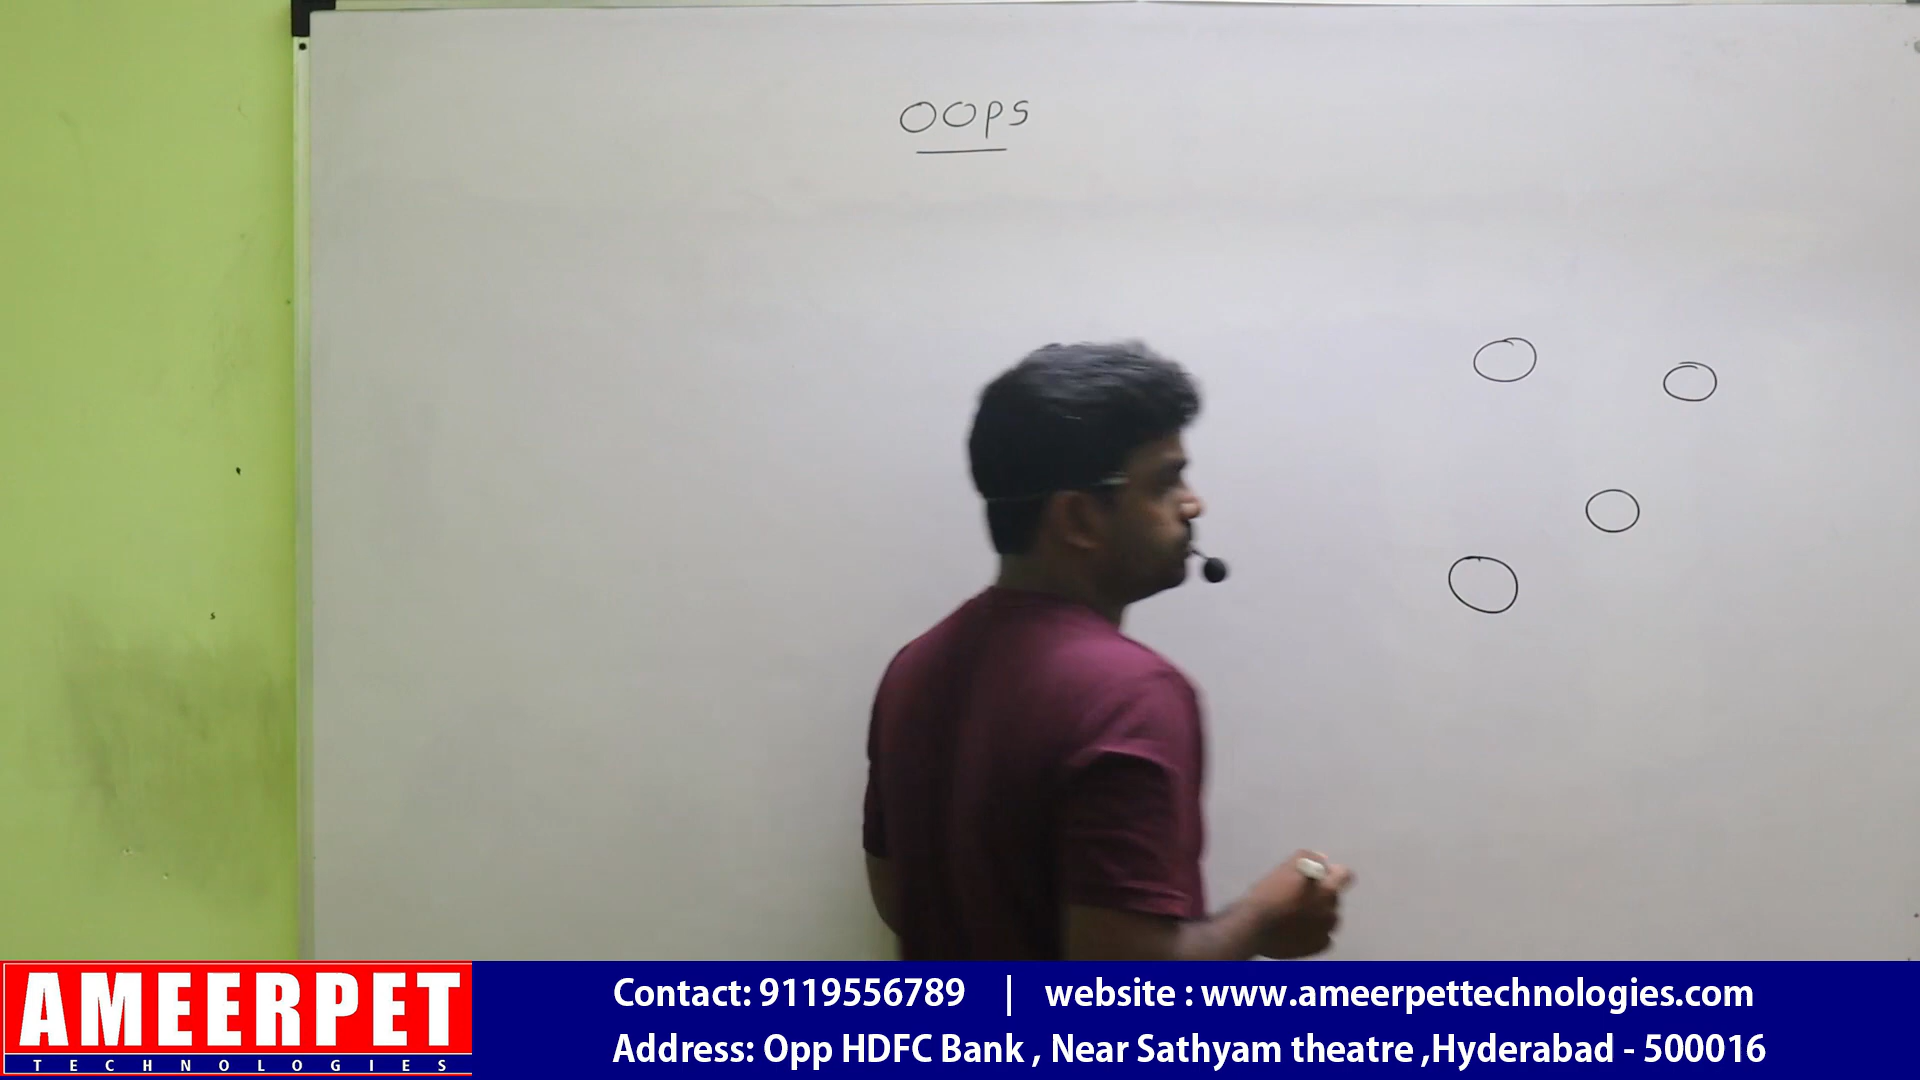 OOPS
AMEERPET
TECHNOLOGIES
Contact: 9119556789 | website : www.ameerpettechnologies.com
Address: Opp HDFC Bank , Near Sathyam theatre ,Hyderabad - 500016